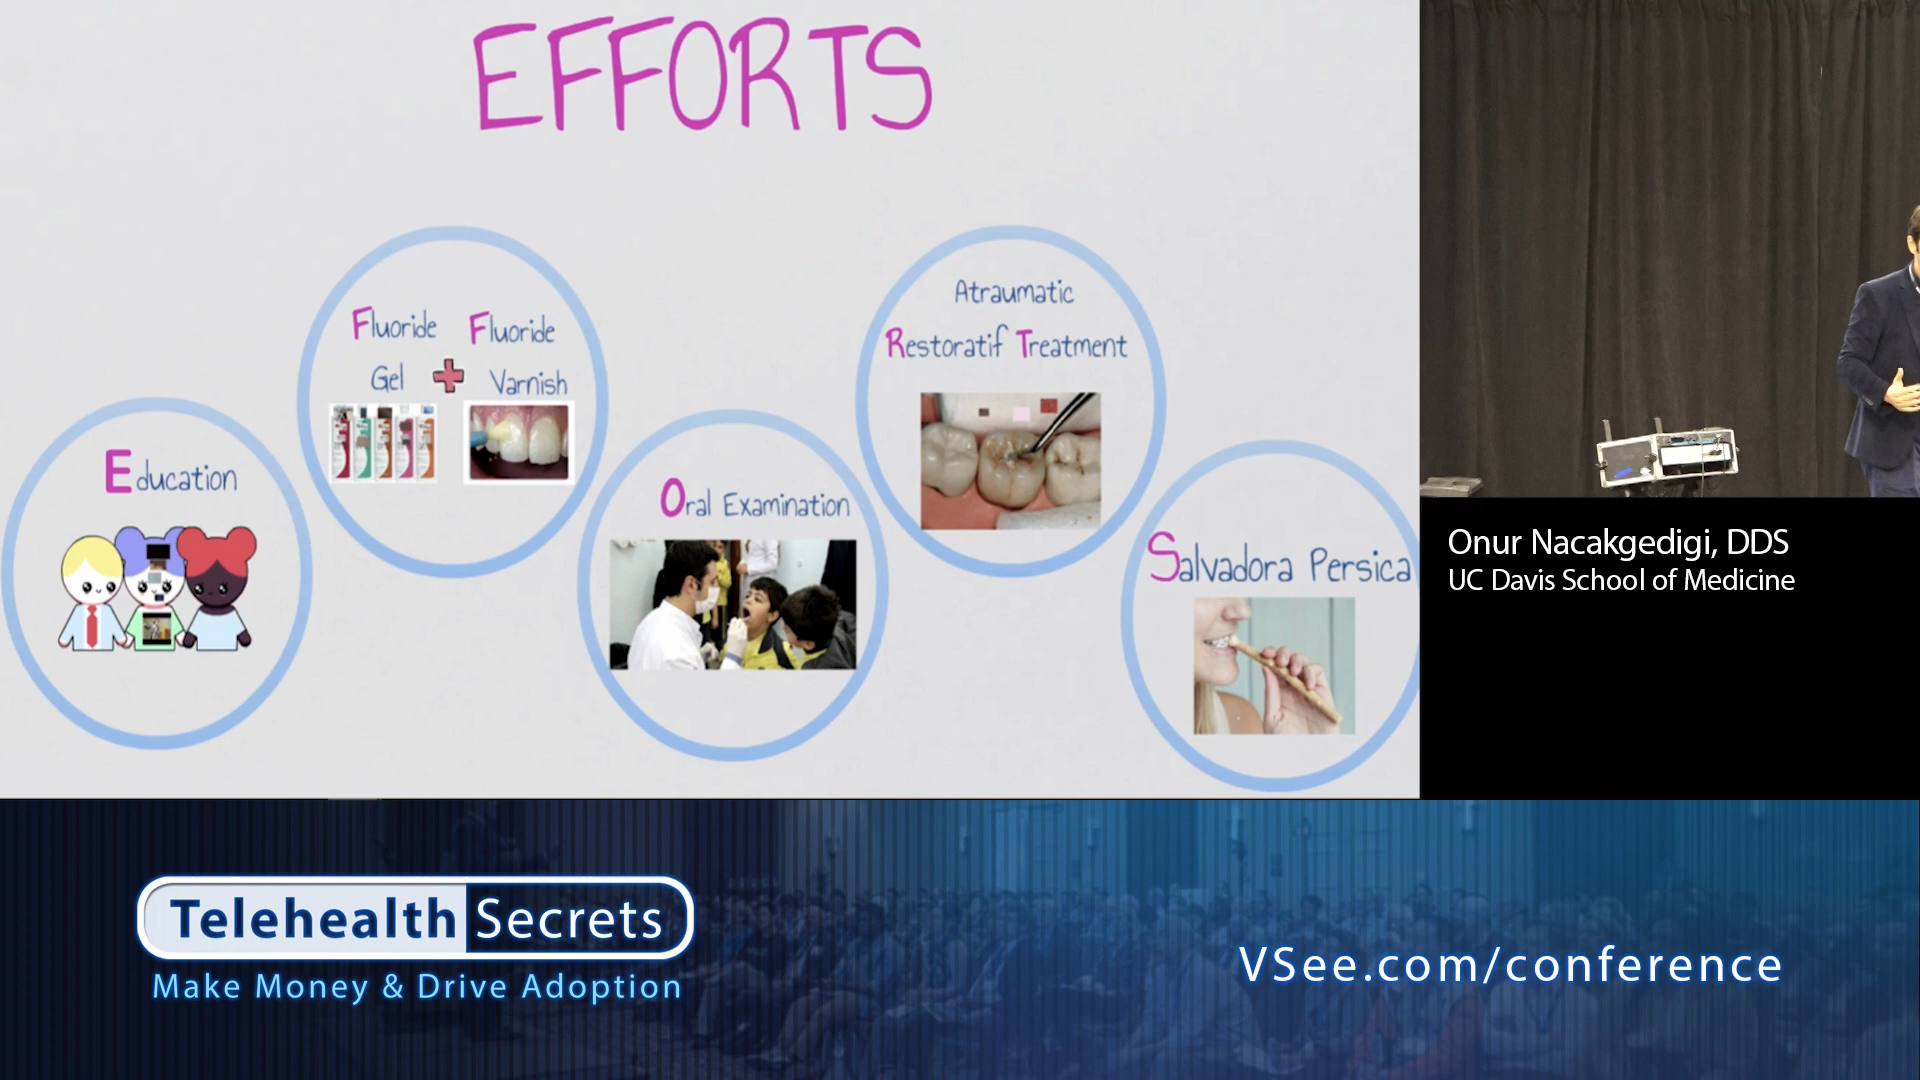 EFFORTS
Education
Fluoride
Gel
Fluoride
Varnish
Oral Examination
Atraumatic
Restoratif Treatment
Salvadora Persica
Onur Nacakgedigi, DDS
UC Davis School of Medicine
Telehealth Secrets
Make Money & Drive Adoption
VSee.com/conference